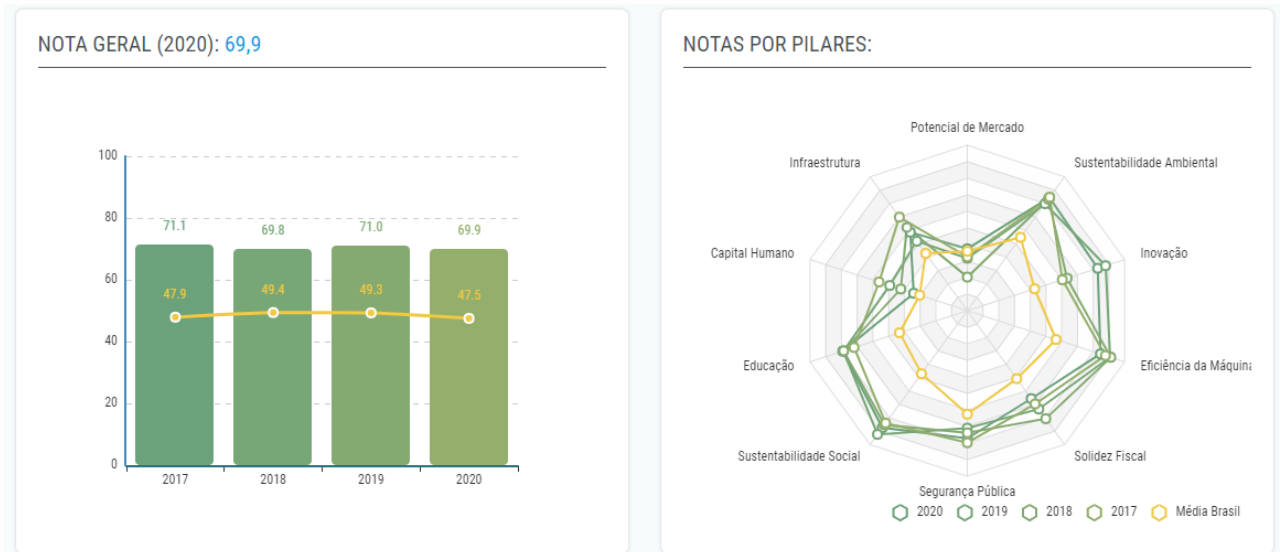 NOTA GERAL (2020): 69,9
100
80
60
40
20
0
71.1
69.8
71.0
69.9
47.9
49.4
49.3
47.5
2017
2018
2019
2020
NOTAS POR PILARES:
Potencial de Mercado
Infraestrutura
Sustentabilidade Ambiental
Capital Humano
Inovação
Educação
Eficiência da Máquina
Sustentabilidade Social
Solidez Fiscal
Segurança Pública
2020
2019
2018
2017
Média Brasil